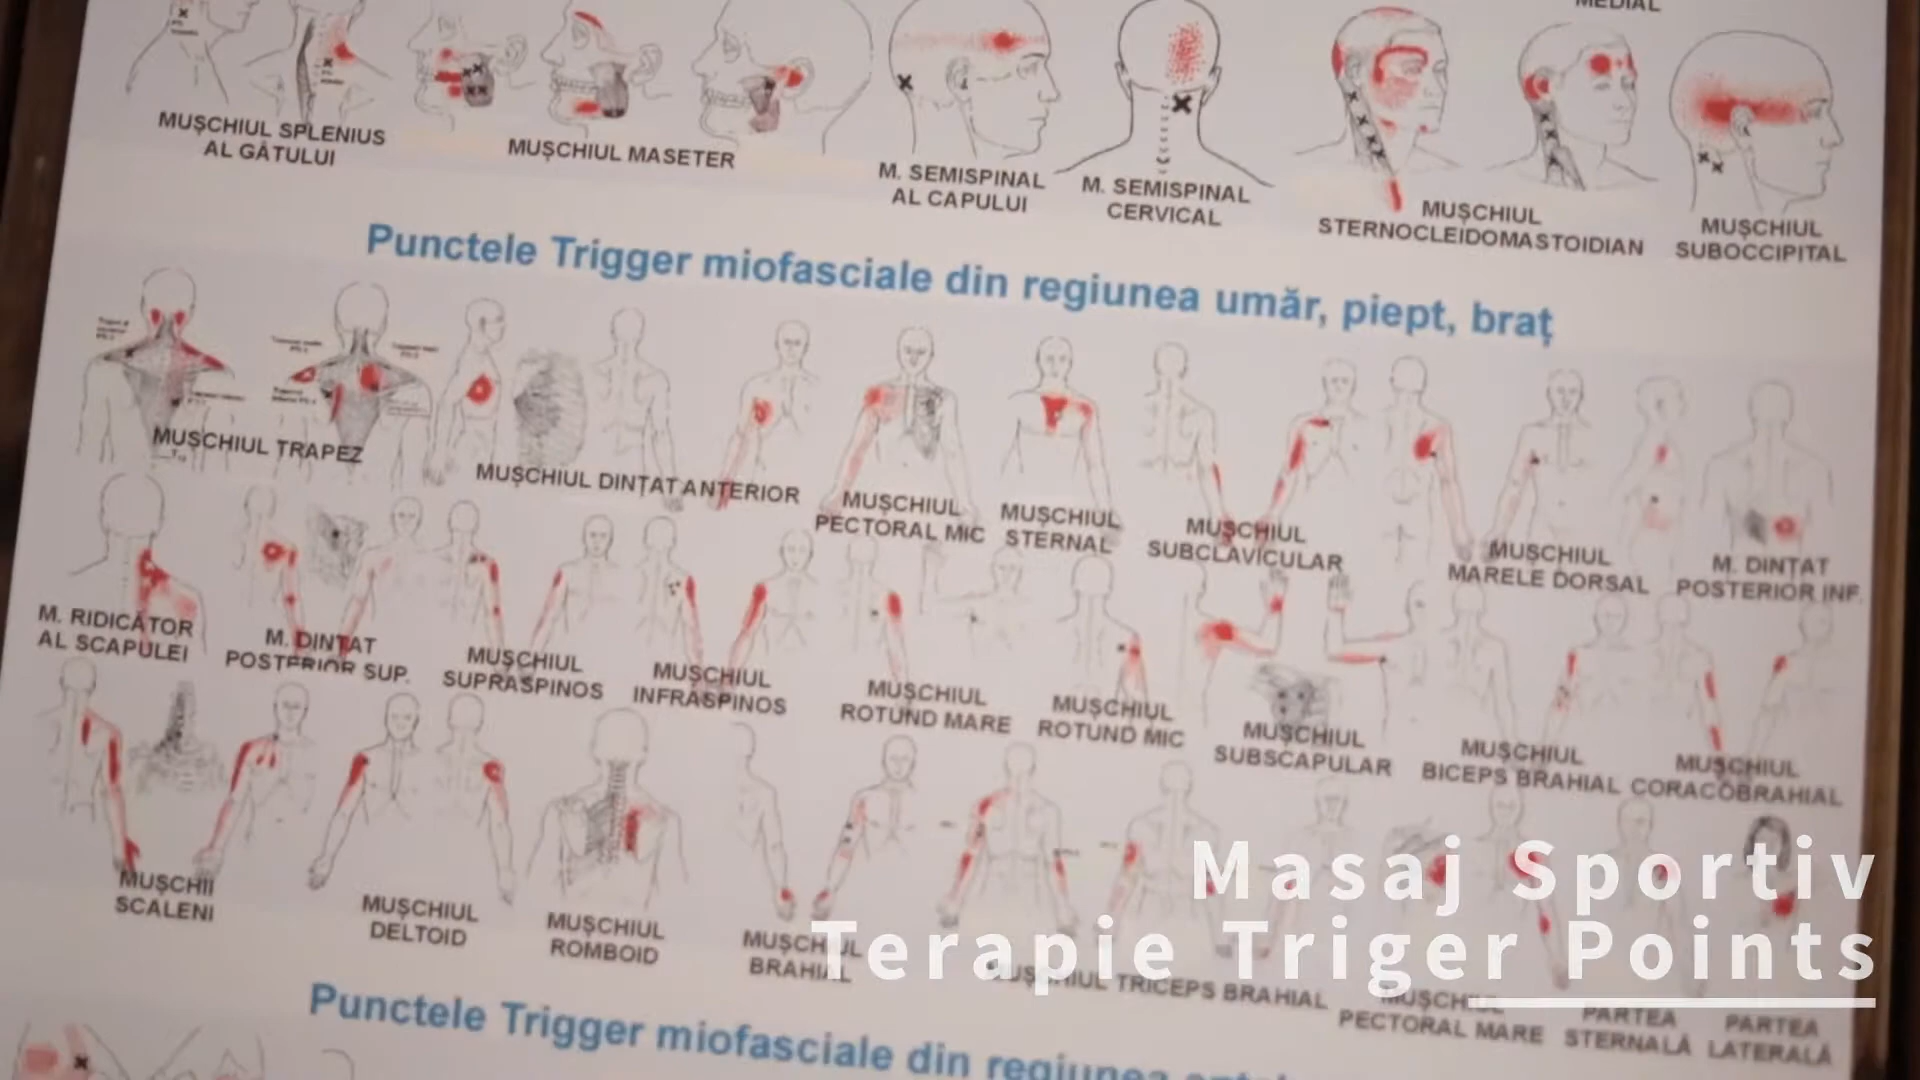 MEDIAL
MUȘCHIUL SPLENIUS
AL GÂTULUI
MUȘCHIUL MASETER
M. SEMISPINAL
AL CAPULUI
M. SEMISPINAL
CERVICAL
MUȘCHIUL
STERNOCLEIDOMASTOIDIAN
MUȘCHIUL
SUBOCCIPITAL
Punctele Trigger miofasciale din regiunea umăr, piept, braț
MUȘCHIUL TRAPEZ
MUȘCHIUL DINȚAT ANTERIOR
MUȘCHIUL
PECTORAL MIC
MUȘCHIUL
STERNAL
MUȘCHIUL
SUBCLAVICULAR
MUȘCHIUL
MARELE DORSAL
M. DINȚAT
POSTERIOR INF.
M. RIDICĂTOR
AL SCAPULEI
M. DINȚAT
POSTERIOR SUP.
MUȘCHIUL
SUPRASPINOS
MUȘCHIUL
INFRASPINOS
MUȘCHIUL
ROTUND MARE
MUȘCHIUL
ROTUND MIC
MUȘCHIUL
SUBSCAPULAR
MUȘCHIUL
BICEPS BRAHIAL
MUȘCHIUL
CORACOBRAHIAL
MUȘCHII
SCALENI
MUȘCHIUL
DELTOID
MUȘCHIUL
ROMBOID
MUȘCHIUL
BRAHIAL
MUȘCHIUL TRICEPS BRAHIAL
MUȘCHIUL
PECTORAL MARE
PARTEA
STERNALĂ
PARTEA
LATERALĂ
Masaj Sportiv
Terapie Triger Points
Punctele Trigger miofasciale din regiunea